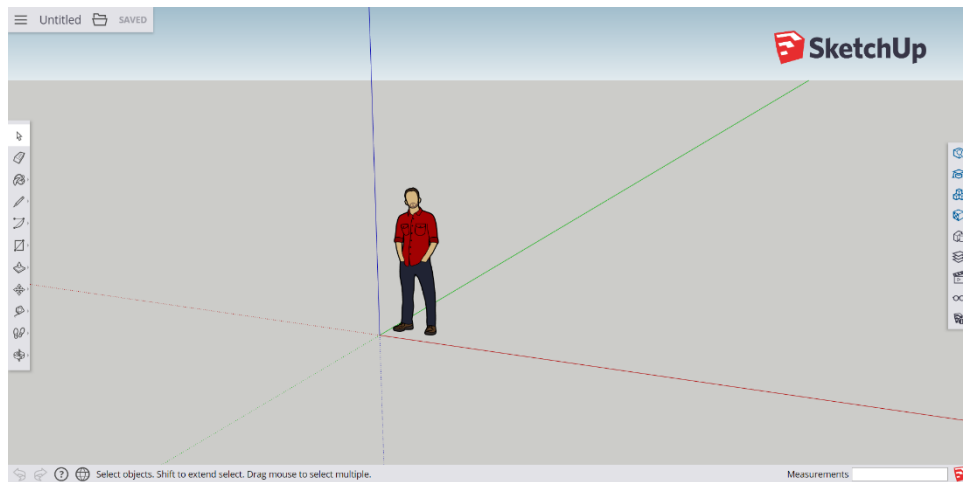 Untitled SAVED
SketchUp
Select objects. Shift to extend select. Drag mouse to select multiple.
Measurements